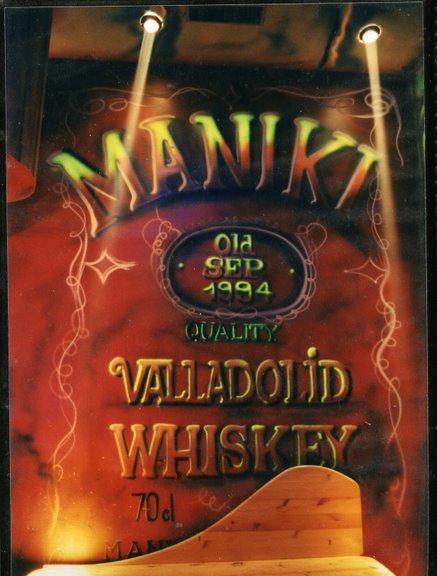 MANIKI
Old
SEP
1994
QUALITY
VALLADOLiD
WHISKEY
70cl